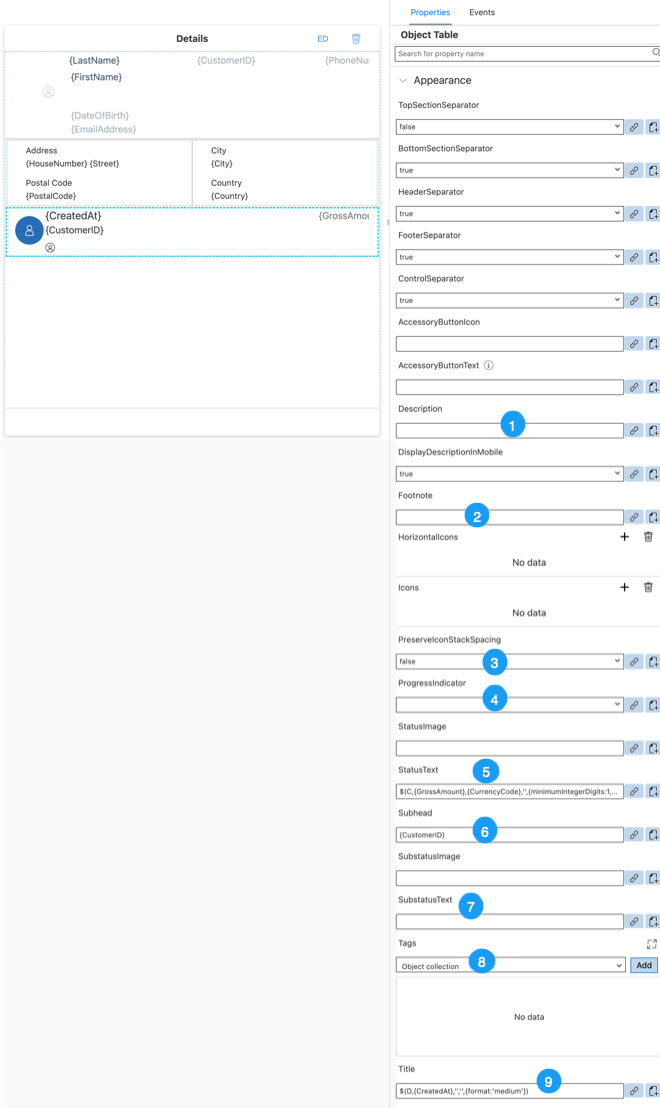 Properties Events
Details ED
Object Table
Search for property name
{LastName} {CustomerID} {PhoneNu
{FirstName}
Appearance
{DateOfBirth}
{EmailAddress}
Address City
{HouseNumber} {Street} {City}
Postal Code Country
{PostalCode} {Country}
{CreatedAt} {GrossAmou
{CustomerID}
TopSectionSeparator
false
BottomSectionSeparator
true
HeaderSeparator
true
FooterSeparator
true
ControlSeparator
true
AccessoryButtonIcon
AccessoryButtonText
Description
1
DisplayDescriptionInMobile
true
Footnote
2
HorizontalIcons
No data
Icons
No data
PreserveIconStackSpacing
false 3
ProgressIndicator
4
StatusImage
StatusText
5
$(C,{GrossAmount},{CurrencyCode},'',{minimumIntegerDigits:1,...
Subhead
{CustomerID} 6
SubstatusImage
SubstatusText
7
Tags
Object collection 8 Add
No data
Title
9
$(D,{CreatedAt},'','',{format:'medium'})